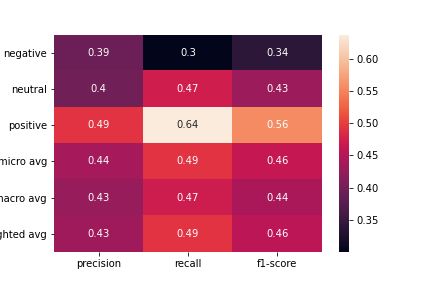 negative 0.39 0.3 0.34
neutral 0.4 0.47 0.43
positive 0.49 0.64 0.56
micro avg 0.44 0.49 0.46
nacro avg 0.43 0.47 0.44
ghted avg 0.43 0.49 0.46
precision recall f1-score
0.60
0.55
0.50
0.45
0.40
0.35